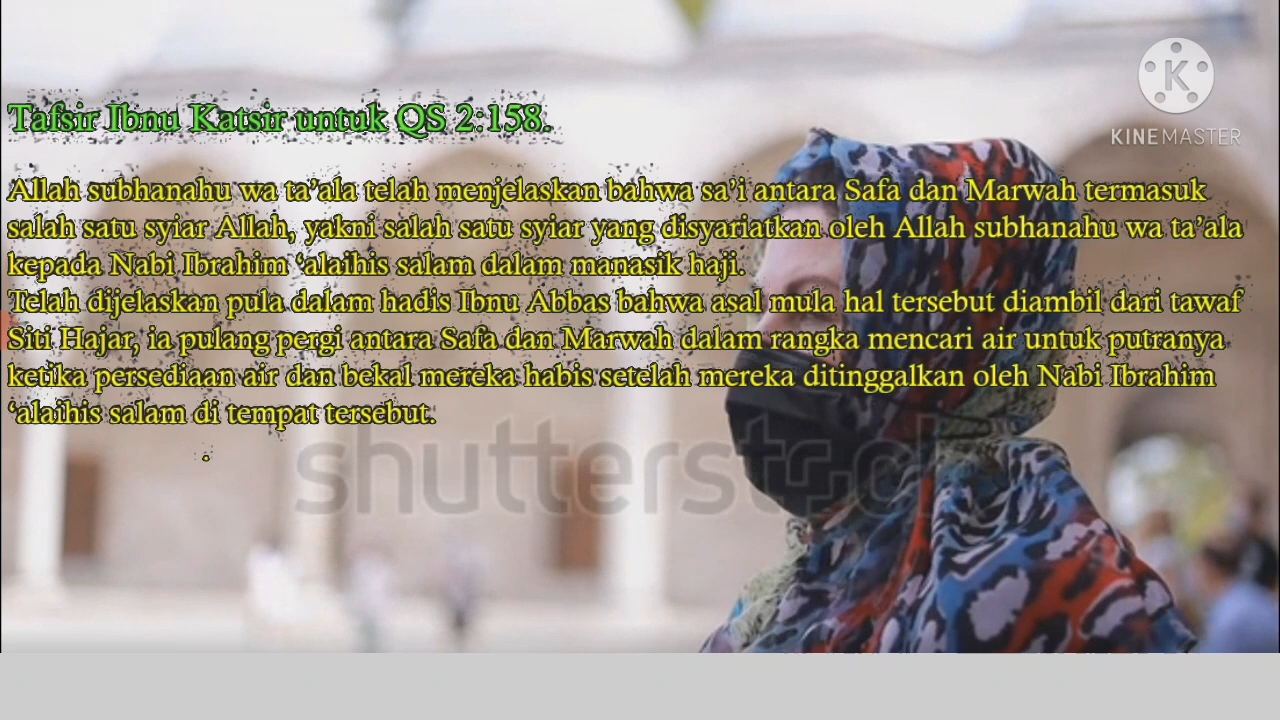 Tafsir Ibnu Katsir untuk QS 2:158.
K
KINEMASTER
Allah subhanahu wa ta’ala telah menjelaskan bahwa sa’i antara Safa dan Marwah termasuk
salah satu syiar Allah, yakni salah satu syiar yang disyariatkan oleh Allah subhanahu wa ta’ala
kepada Nabi Ibrahim ‘alaihis salam dalam manasik haji.
Telah dijelaskan pula dalam hadis Ibnu Abbas bahwa asal mula hal tersebut diambil dari tawaf
Siti Hajar, ia pulang pergi antara Safa dan Marwah dalam rangka mencari air untuk putranya
ketika persediaan air dan bekal mereka habis setelah mereka ditinggalkan oleh Nabi Ibrahim
‘alaihis salam di tempat tersebut.
.
shutterstock